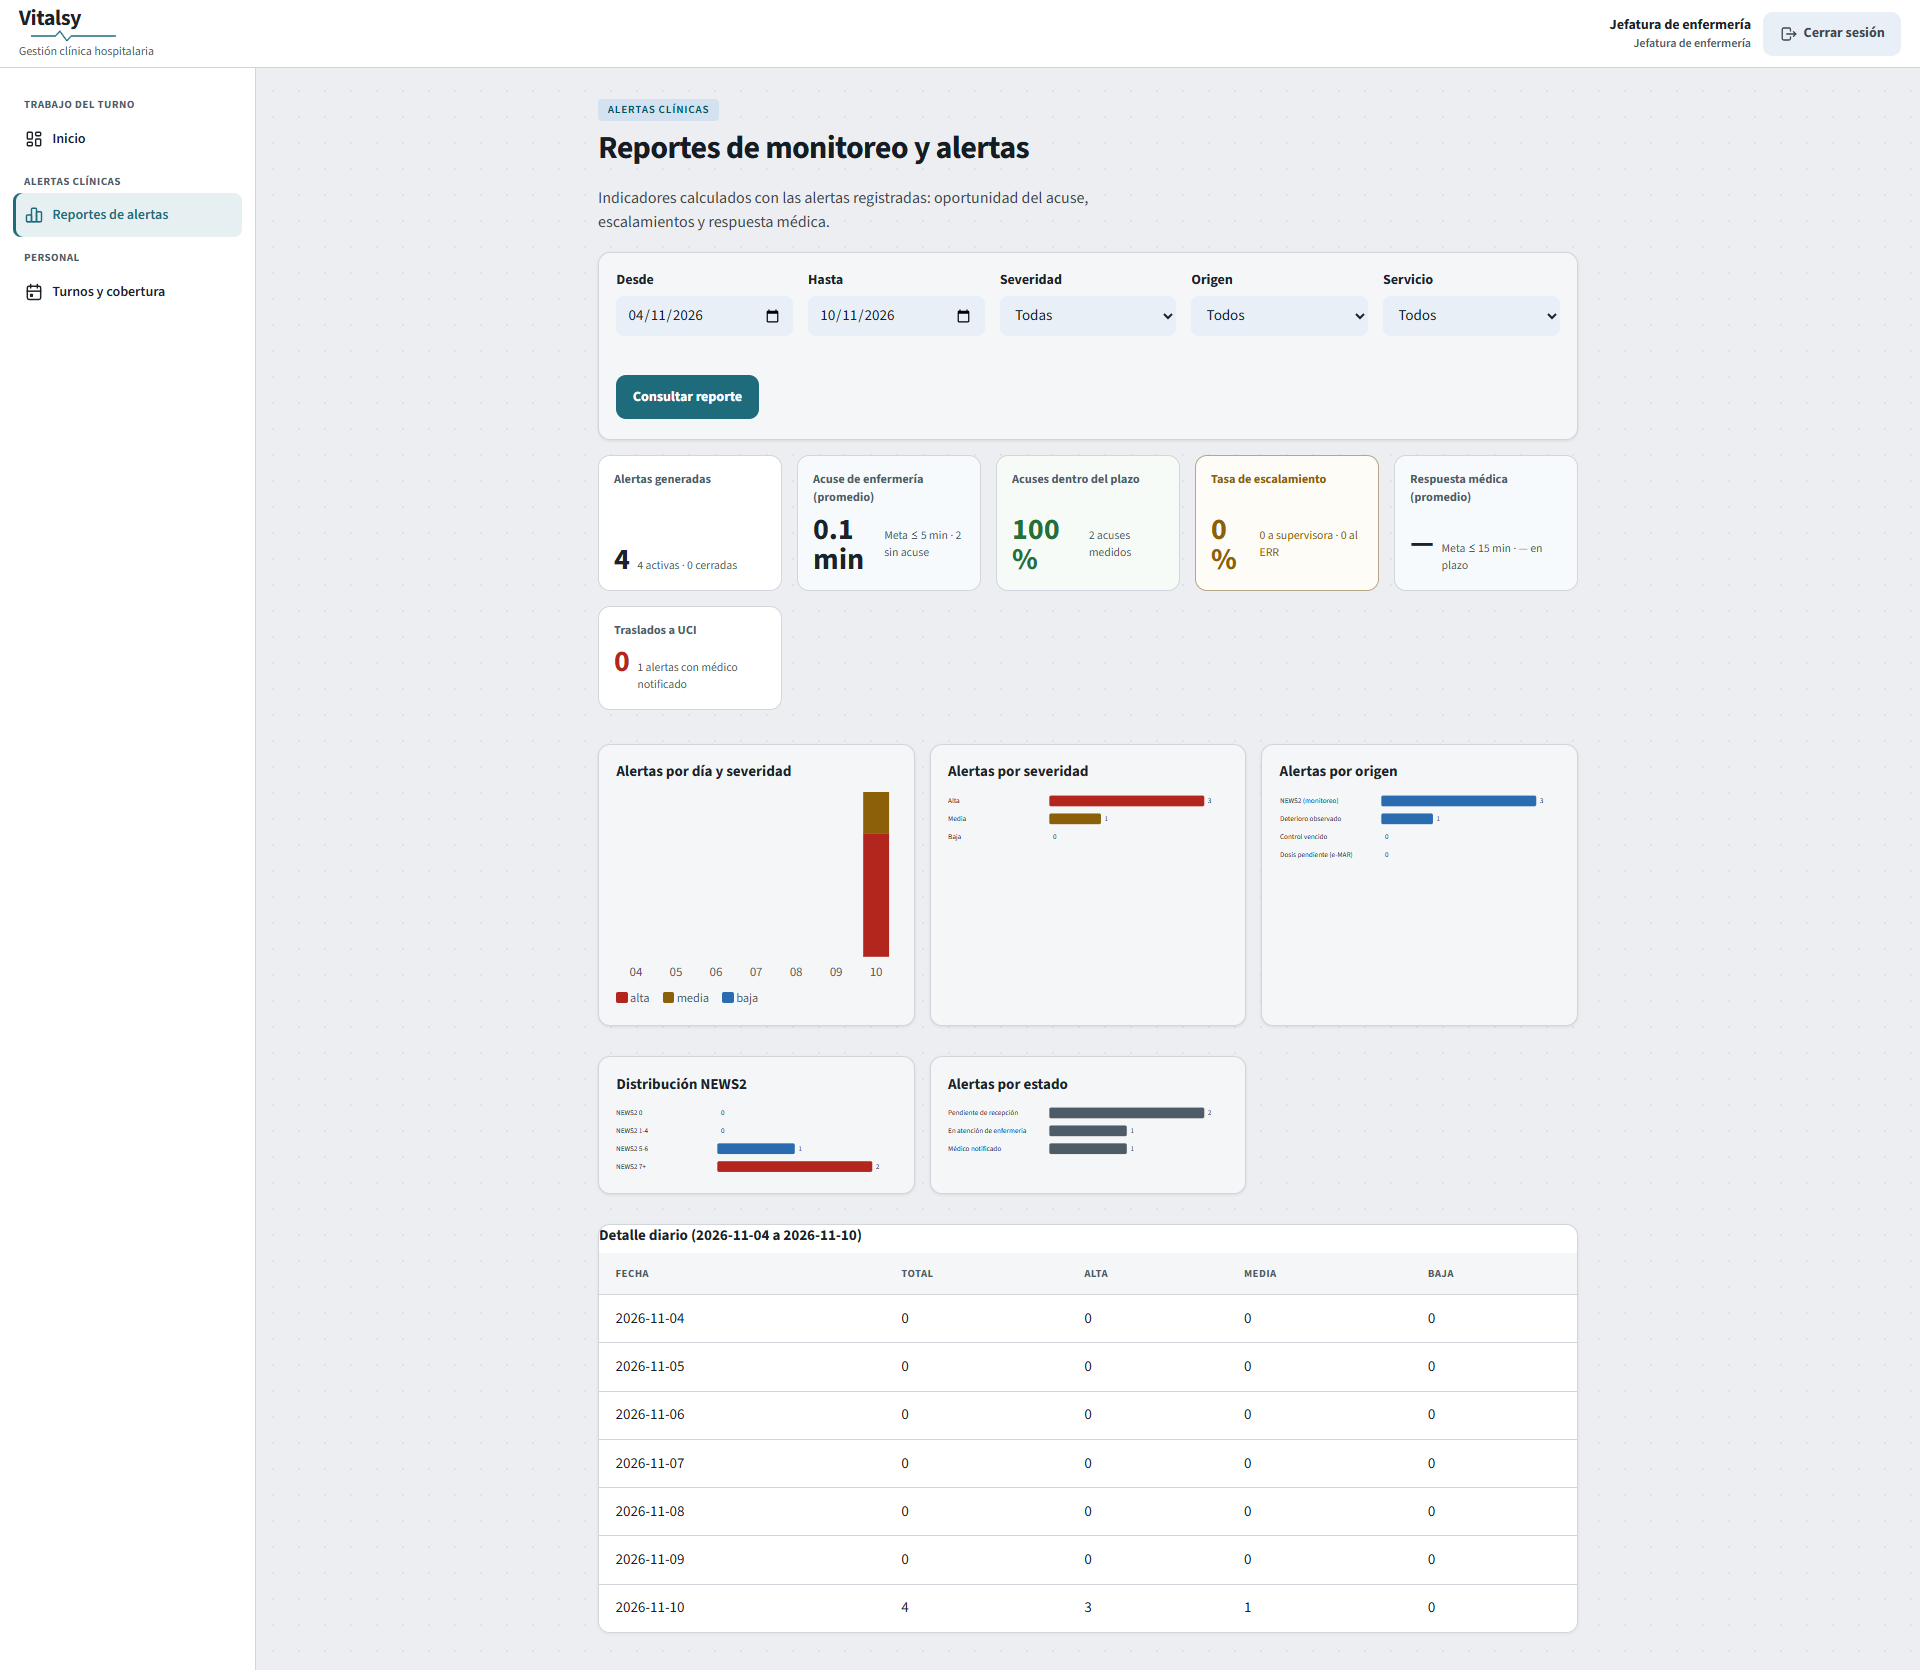 Vitalsy
Gestión clínica hospitalaria
Jefatura de enfermería
Jefatura de enfermería
Cerrar sesión
TRABAJO DEL TURNO
Inicio
ALERTAS CLÍNICAS
Reportes de alertas
PERSONAL
Turnos y cobertura
ALERTAS CLÍNICAS
Reportes de monitoreo y alertas
Indicadores calculados con las alertas registradas: oportunidad del acuse,
escalamientos y respuesta médica.
Desde Hasta Severidad Origen Servicio
04/11/2026 10/11/2026 Todas Todos Todos
Consultar reporte
Alertas generadas
4 4 activas · 0 cerradas
Acuse de enfermería
(promedio)
0.1
min
Meta ≤ 5 min · 2
sin acuse
Acuses dentro del plazo
100
%
2 acuses
medidos
Tasa de escalamiento
0
%
0 a supervisora · 0 al
ERR
Respuesta médica
(promedio)
— Meta ≤ 15 min · — en
plazo
Traslados a UCI
0 1 alertas con médico
notificado
Alertas por día y severidad
04 05 06 07 08 09 10
alta media baja
Alertas por severidad
Alta 3
Media 1
Baja 0
Alertas por origen
NEWS2 (monitoreo) 3
Deterioro observado 1
Control vencido 0
Dosis pendiente (e-MAR) 0
Distribución NEWS2
NEWS2 0 0
NEWS2 1-4 0
NEWS2 5-6 1
NEWS2 7+ 2
Alertas por estado
Pendiente de recepción 2
En atención de enfermería 1
Médico notificado 1
Detalle diario (2026-11-04 a 2026-11-10)
FECHA TOTAL ALTA MEDIA BAJA
2026-11-04 0 0 0 0
2026-11-05 0 0 0 0
2026-11-06 0 0 0 0
2026-11-07 0 0 0 0
2026-11-08 0 0 0 0
2026-11-09 0 0 0 0
2026-11-10 4 3 1 0